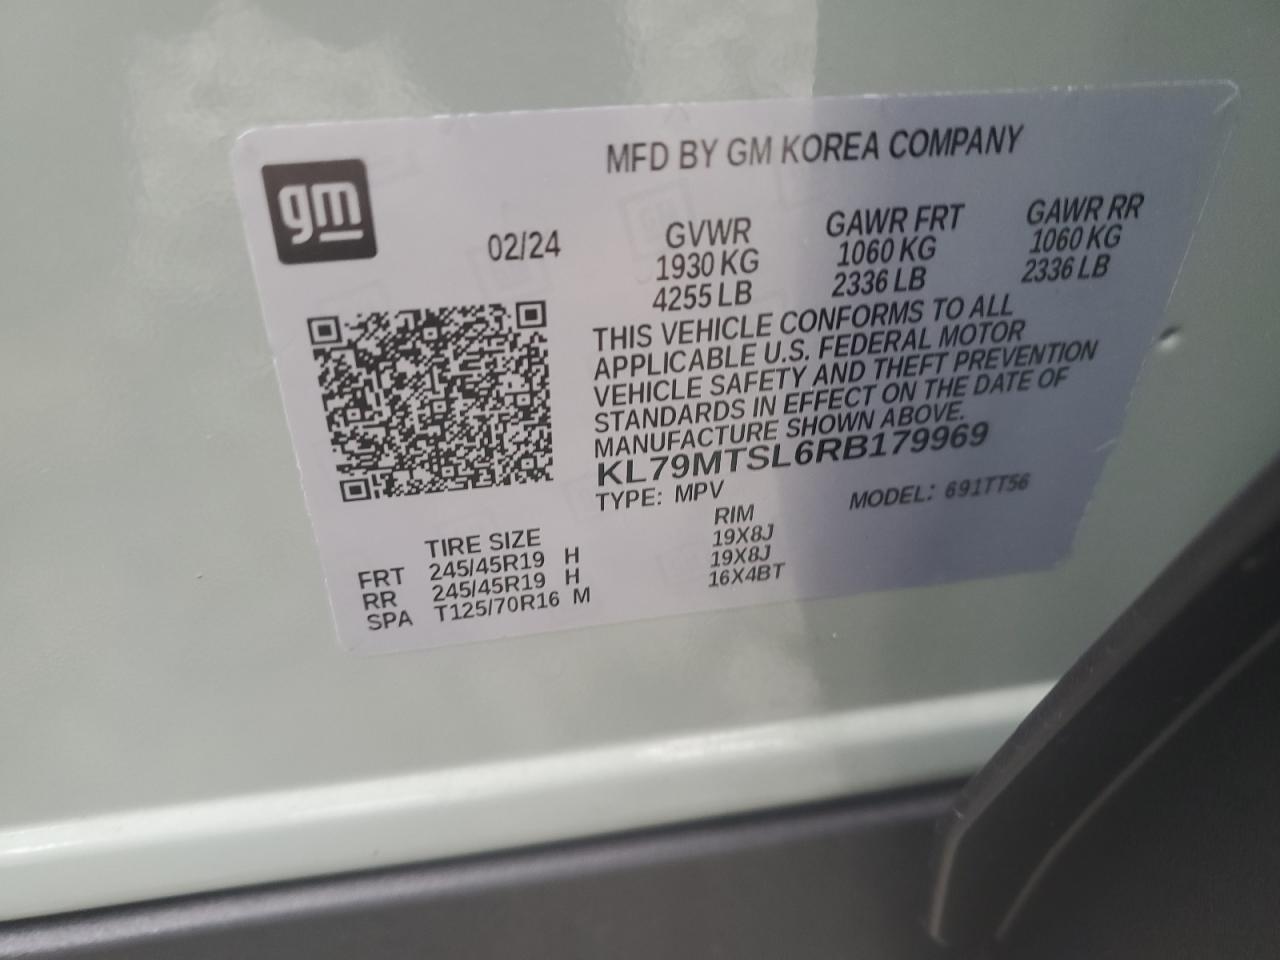 gm
MFD BY GM KOREA COMPANY
02/24
GVWR GAWR FRT GAWR RR
1930 KG 1060 KG 1060 KG
4255 LB 2336 LB 2336 LB
THIS VEHICLE CONFORMS TO ALL
APPLICABLE U.S. FEDERAL MOTOR
VEHICLE SAFETY AND THEFT PREVENTION
STANDARDS IN EFFECT ON THE DATE OF
MANUFACTURE SHOWN ABOVE.
KL79MTSL6RB179969
TYPE: MPV MODEL: 691TT56
TIRE SIZE RIM
FRT 245/45R19 H 19X8J
RR 245/45R19 H 19X8J
SPA T125/70R16 M 16X4BT